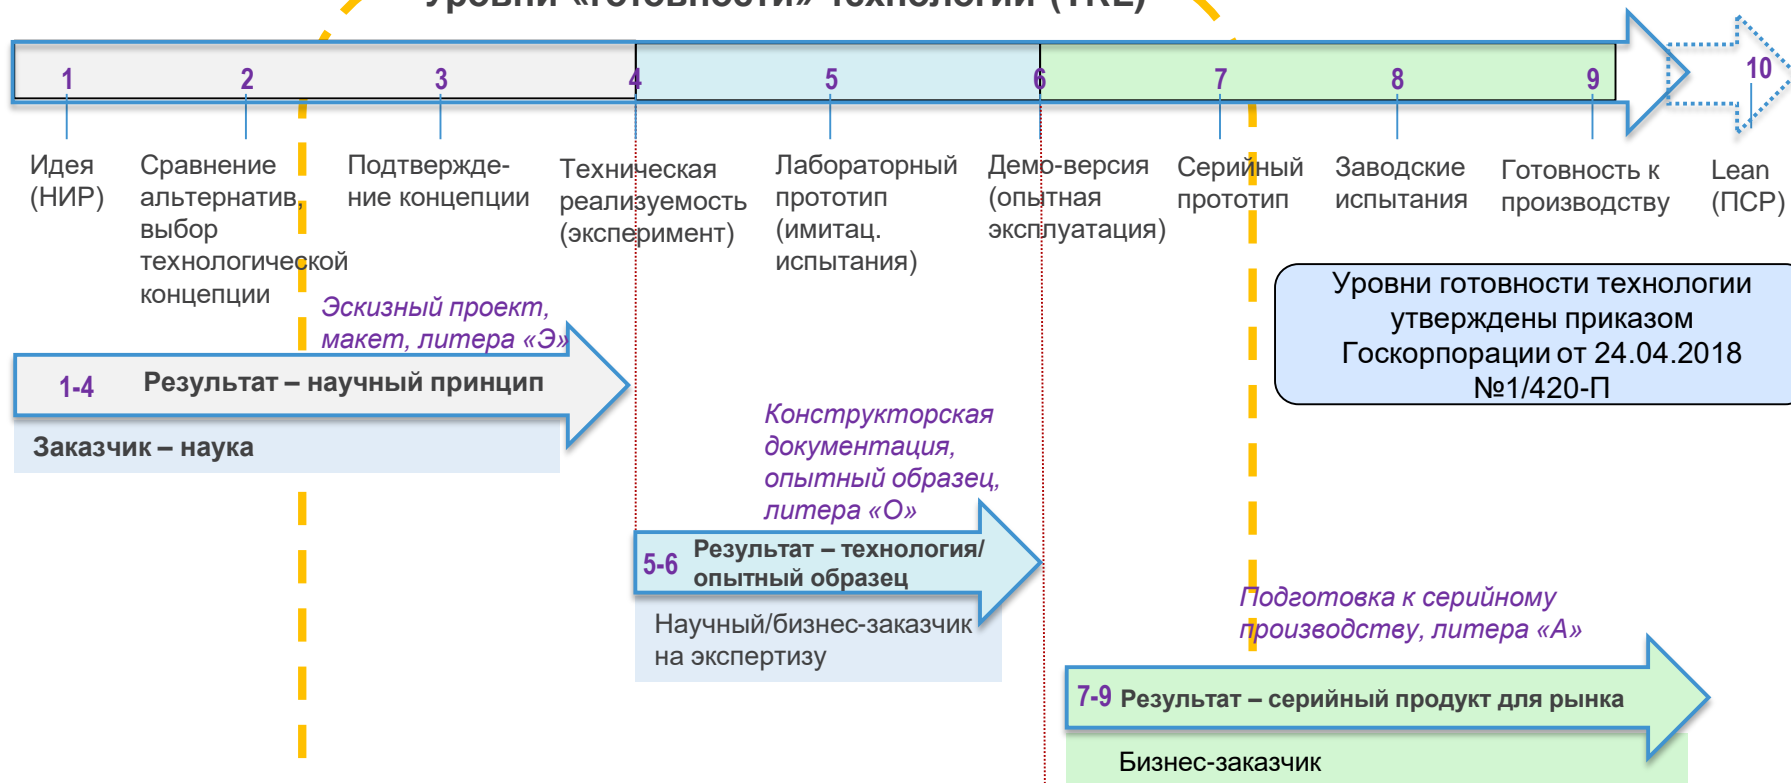 Уровни «готовности» технологии (TRL)
1
2
3
4
5
6
7
8
9
10
Идея
(НИР)
Сравнение
альтернатив,
выбор
технологической
концепции
Подтвержде-
ние концепции
Техническая
реализуемость
(эксперимент)
Лабораторный
прототип
(имитац.
испытания)
Демо-версия
(опытная
эксплуатация)
Серийный
прототип
Заводские
испытания
Готовность к
производству
Lean
(ПСР)
Уровни готовности технологии
утверждены приказом
Госкорпорации от 24.04.2018
№1/420-П
Эскизный проект,
макет, литера «Э»
1-4 Результат – научный принцип
Заказчик – наука
Конструкторская
документация,
опытный образец,
литера «О»
5-6 Результат – технология/
опытный образец
Научный/бизнес-заказчик
на экспертизу
Подготовка к серийному
производству, литера «А»
7-9 Результат – серийный продукт для рынка
Бизнес-заказчик